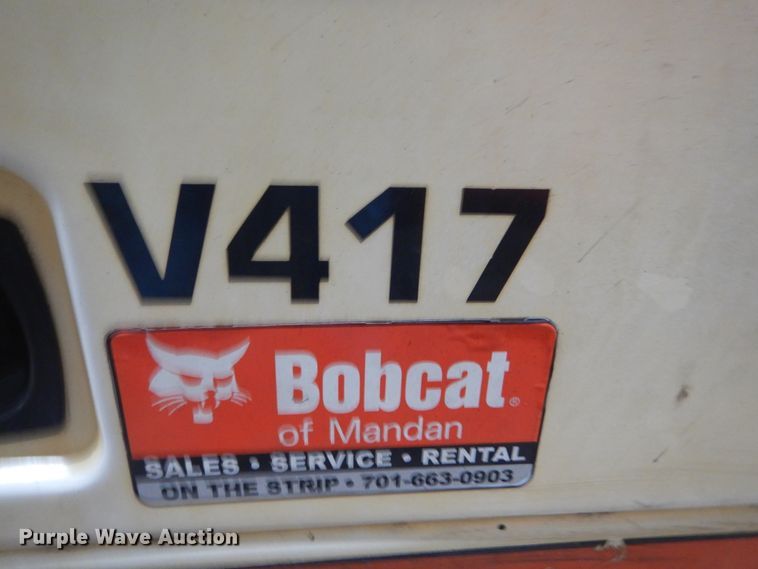 V417
Bobcat®
of Mandan
SALES • SERVICE • RENTAL
ON THE STRIP • 701-663-0903
Purple Wave Auction